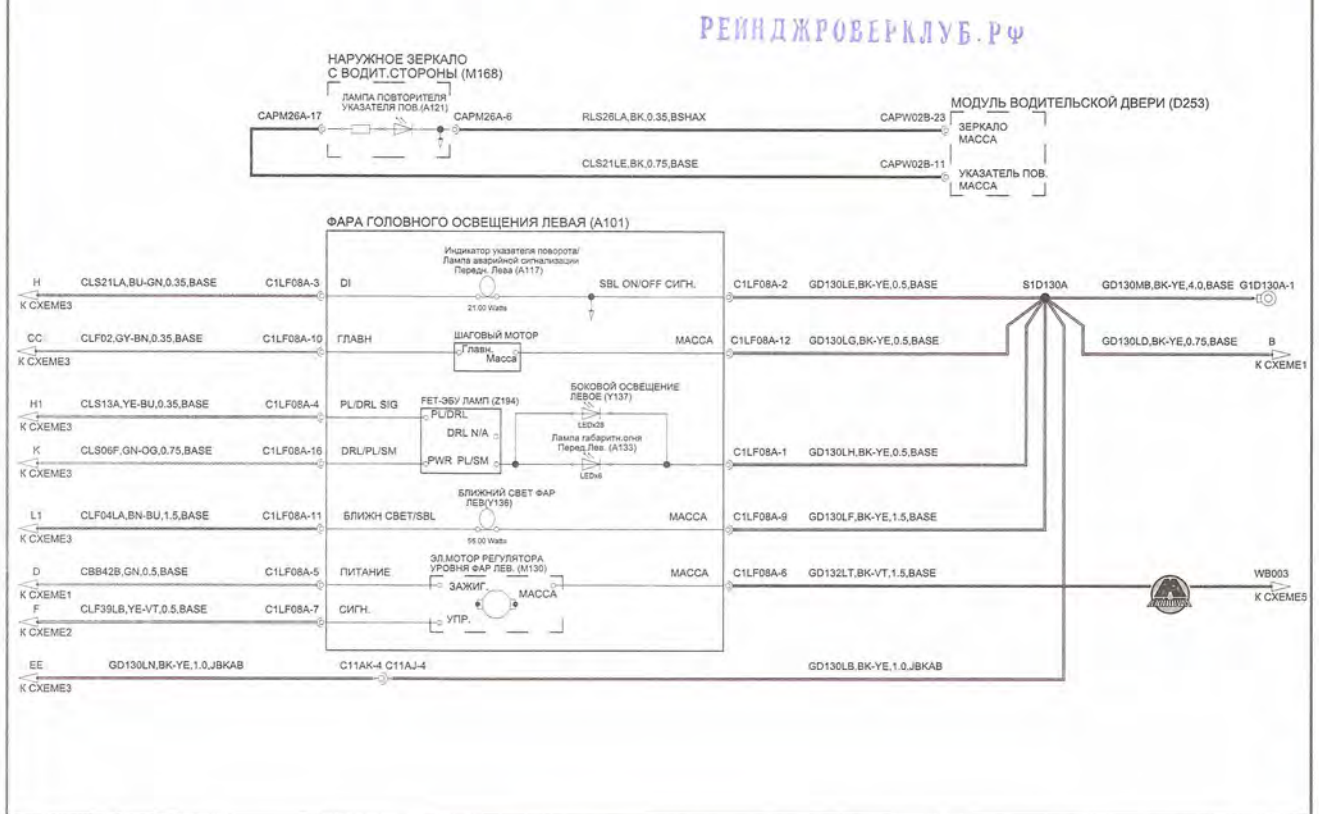 РЕЙНДЖРОВЕРКЛУБ.РФ
НАРУЖНОЕ ЗЕРКАЛО
С ВОДИТ.СТОРОНЫ (M168)
ЛАМПА ПОВТОРИТЕЛЯ
УКАЗАТЕЛЯ ПОВ.(A121)
МОДУЛЬ ВОДИТЕЛЬСКОЙ ДВЕРИ (D253)
CAPM26A-17
CAPM26A-6
RLS26LA,BK,0.35,BSHAX
CAPW02B-23
ЗЕРКАЛО
МАССА
CLS21LE,BK,0.75,BASE
CAPW02B-11
УКАЗАТЕЛЬ ПОВ.
МАССА
ФАРА ГОЛОВНОГО ОСВЕЩЕНИЯ ЛЕВАЯ (A101)
Индикатор указателя поворота/
Лампа аварийной сигнализации
Передн. Лева (A117)
H
CLS21LA,BU-GN,0.35,BASE
C1LF08A-3
DI
SBL ON/OFF СИГН.
C1LF08A-2
GD130LE,BK-YE,0.5,BASE
S1D130A
GD130MB,BK-YE,4.0,BASE
G1D130A-1
К СХЕМЕ3
21.00 Watts
CC
CLF02,GY-BN,0.35,BASE
C1LF08A-10
ГЛАВН
ШАГОВЫЙ МОТОР
Главн.
Масса
МАССА
C1LF08A-12
GD130LG,BK-YE,0.5,BASE
GD130LD,BK-YE,0.75,BASE
B
К СХЕМЕ3
К СХЕМЕ1
БОКОВОЙ ОСВЕЩЕНИЕ
ЛЕВОЕ (Y137)
H1
CLS13A,YE-BU,0.35,BASE
C1LF08A-4
PL/DRL SIG
FET-ЭБУ ЛАМП (Z194)
PL/DRL
LEDx28
К СХЕМЕ3
DRL N/A
Лампа габаритн.огня
Перед.Лев. (A133)
K
CLS06F,GN-OG,0.75,BASE
C1LF08A-16
DRL/PL/SM
PWR PL/SM
C1LF08A-1
GD130LH,BK-YE,0.5,BASE
К СХЕМЕ3
LEDx6
БЛИЖНИЙ СВЕТ ФАР
ЛЕВ(Y136)
L1
CLF04LA,BN-BU,1.5,BASE
C1LF08A-11
БЛИЖН СВЕТ/SBL
МАССА
C1LF08A-9
GD130LF,BK-YE,1.5,BASE
К СХЕМЕ3
55.00 Watts
ЭЛ.МОТОР РЕГУЛЯТОРА
УРОВНЯ ФАР ЛЕВ. (M130)
D
CBB42B,GN,0.5,BASE
C1LF08A-5
ПИТАНИЕ
ЗАЖИГ.
МАССА
МАССА
C1LF08A-6
GD132LT,BK-VT,1.5,BASE
WB003
К СХЕМЕ1
К СХЕМЕ5
F
CLF39LB,YE-VT,0.5,BASE
C1LF08A-7
СИГН.
УПР.
К СХЕМЕ2
EE
GD130LN,BK-YE,1.0,JBKAB
C11AK-4 C11AJ-4
GD130LB,BK-YE,1.0,JBKAB
К СХЕМЕ3